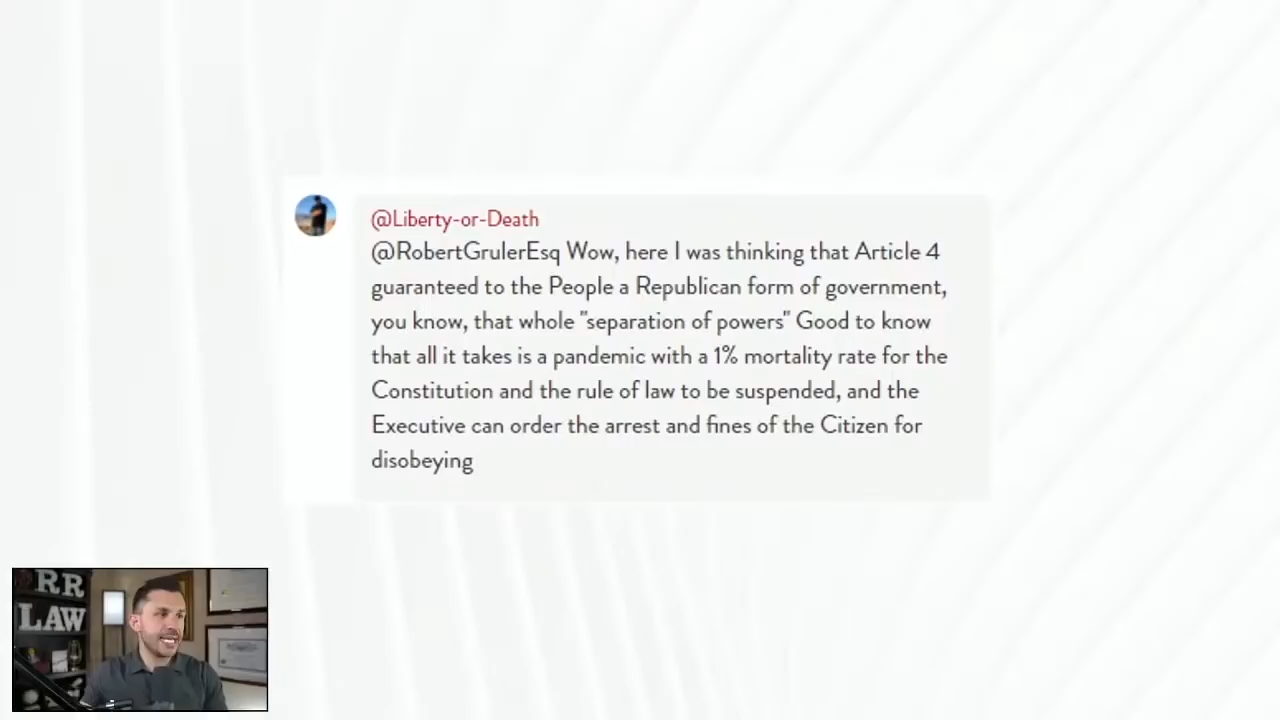 @Liberty-or-Death
@RobertGrulerEsq Wow, here I was thinking that Article 4
guaranteed to the People a Republican form of government,
you know, that whole "separation of powers" Good to know
that all it takes is a pandemic with a 1% mortality rate for the
Constitution and the rule of law to be suspended, and the
Executive can order the arrest and fines of the Citizen for
disobeying
RR
LAW